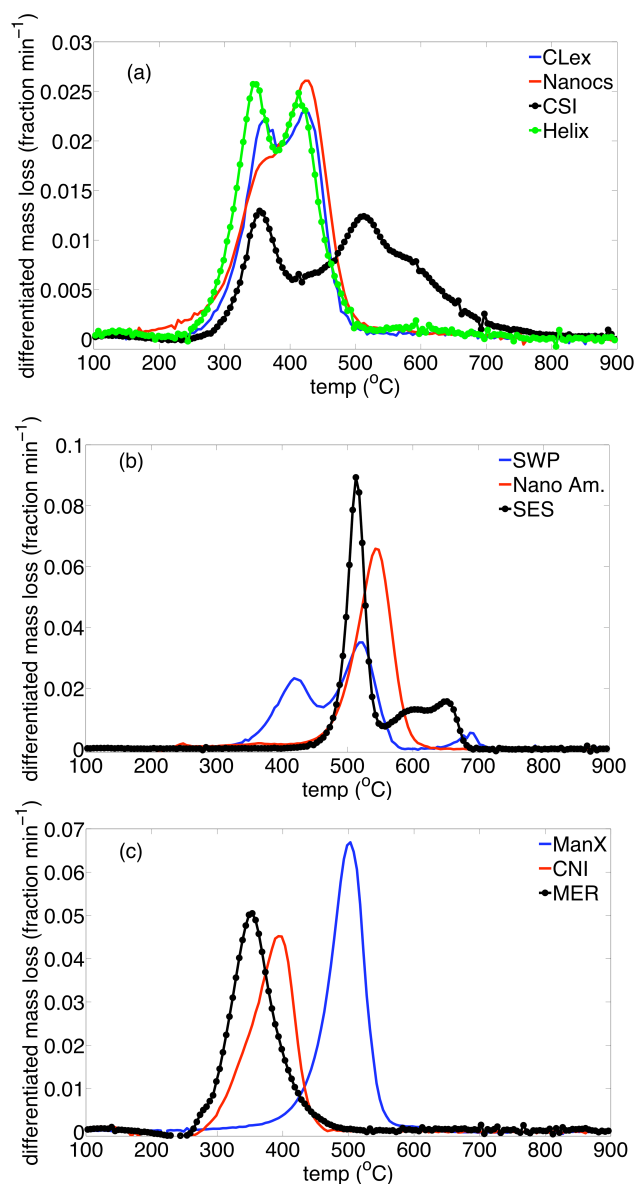 0.03
(a)
CLex
Nanocs
CSI
Helix
0.025
0.02
0.015
0.01
0.005
0
differentiated mass loss (fraction min⁻¹)
100 200 300 400 500 600 700 800 900
temp (°C)
0.1
(b)
SWP
Nano Am.
SES
0.08
0.06
0.04
0.02
0
differentiated mass loss (fraction min⁻¹)
100 200 300 400 500 600 700 800 900
temp (°C)
0.07
(c)
ManX
CNI
MER
0.06
0.05
0.04
0.03
0.02
0.01
0
differentiated mass loss (fraction min⁻¹)
100 200 300 400 500 600 700 800 900
temp (°C)